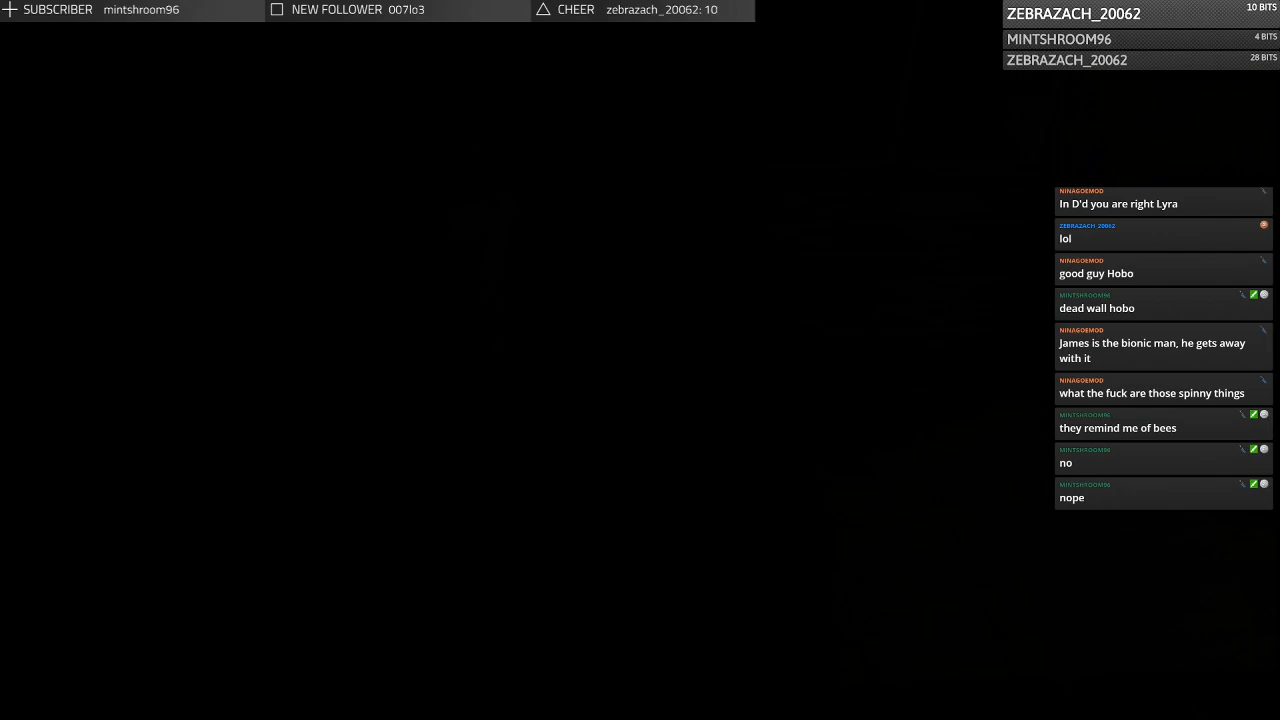 SUBSCRIBER mintshroom96 NEW FOLLOWER 007lo3 CHEER zebrazach_20062: 10
ZEBRAZACH_20062 10 BITS
MINTSHROOM96 4 BITS
ZEBRAZACH_20062 28 BITS
NINAGOEMOD
In D'd you are right Lyra
ZEBRAZACH_20062
lol
NINAGOEMOD
good guy Hobo
MINTSHROOM96
dead wall hobo
NINAGOEMOD
James is the bionic man, he gets away
with it
NINAGOEMOD
what the fuck are those spinny things
MINTSHROOM96
they remind me of bees
MINTSHROOM96
no
MINTSHROOM96
nope